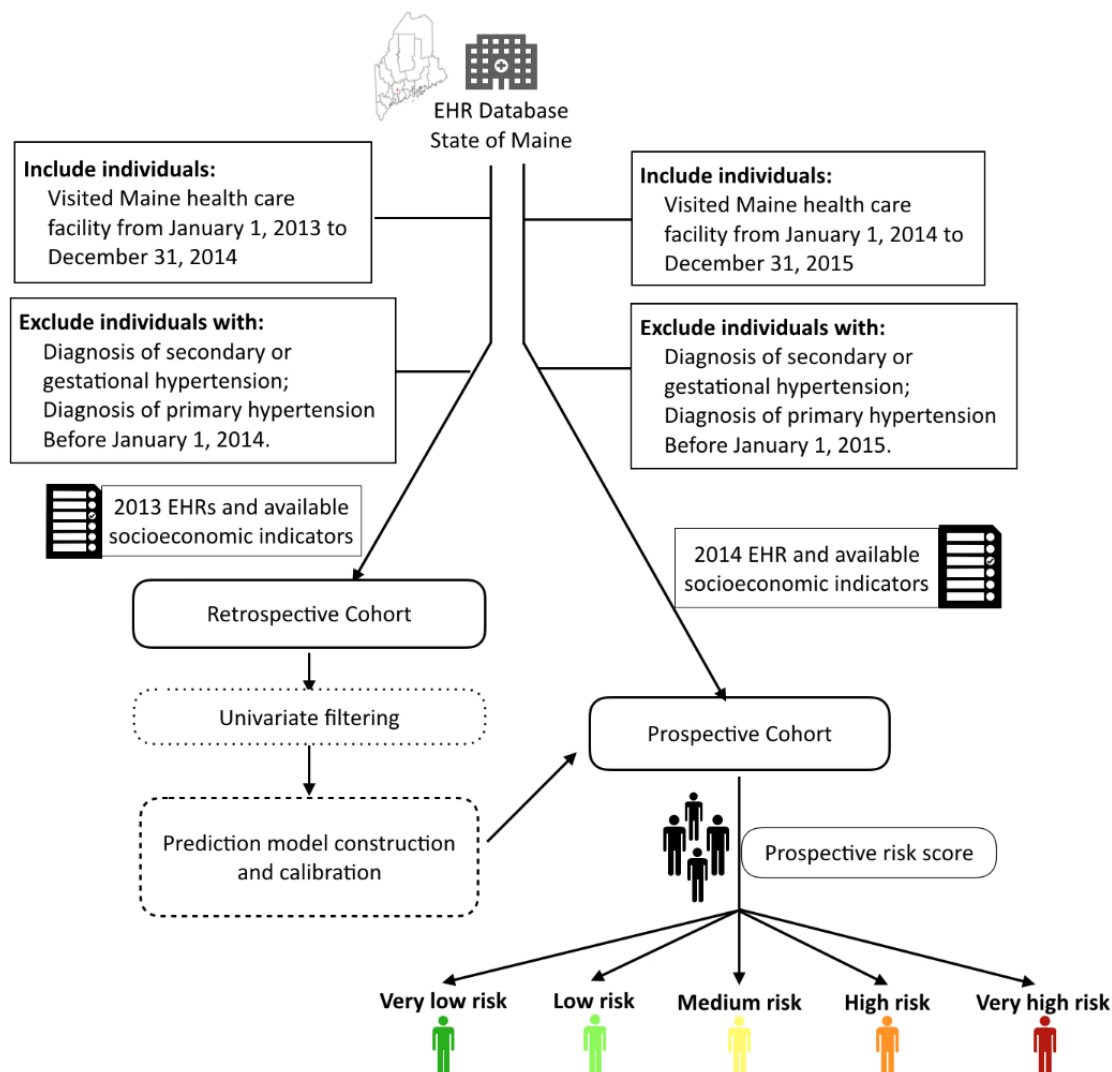 EHR Database
State of Maine
Include individuals:
Visited Maine health care
facility from January 1, 2013 to
December 31, 2014
Include individuals:
Visited Maine health care
facility from January 1, 2014 to
December 31, 2015
Exclude individuals with:
Diagnosis of secondary or
gestational hypertension;
Diagnosis of primary hypertension
Before January 1, 2014.
Exclude individuals with:
Diagnosis of secondary or
gestational hypertension;
Diagnosis of primary hypertension
Before January 1, 2015.
2013 EHRs and available
socioeconomic indicators
2014 EHR and available
socioeconomic indicators
Retrospective Cohort
Univariate filtering
Prospective Cohort
Prediction model construction
and calibration
Prospective risk score
Very low risk
Low risk
Medium risk
High risk
Very high risk